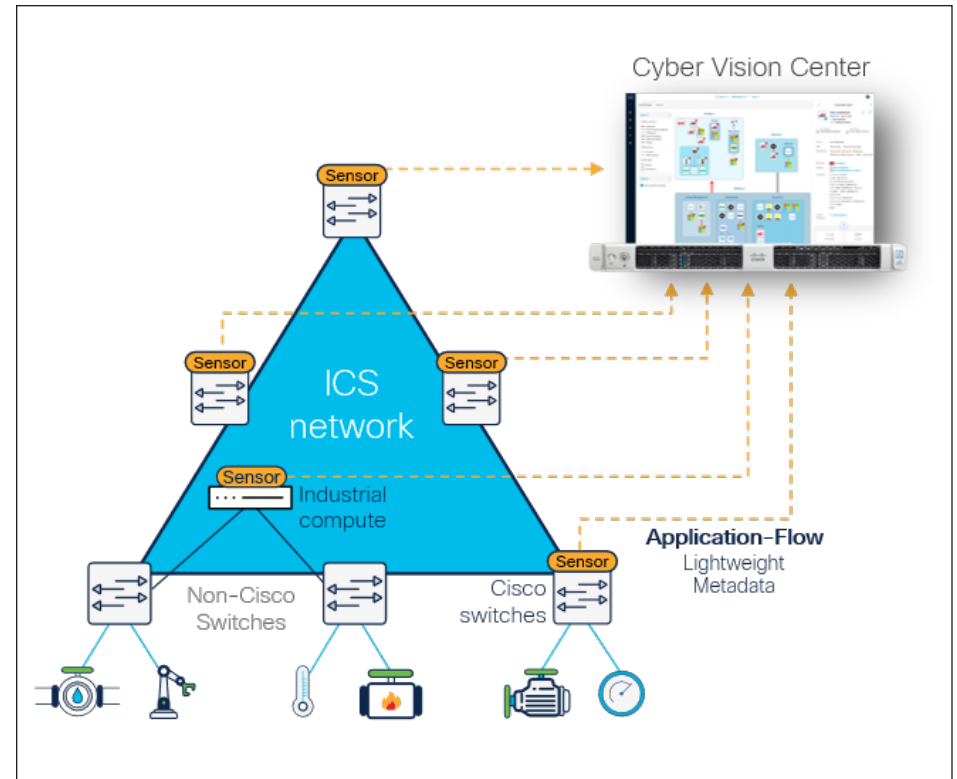 Cyber Vision Center
Sensor
Sensor
Sensor
ICS
network
Sensor
Industrial
compute
Sensor
Application-Flow
Lightweight
Metadata
Non-Cisco
Switches
Cisco
switches